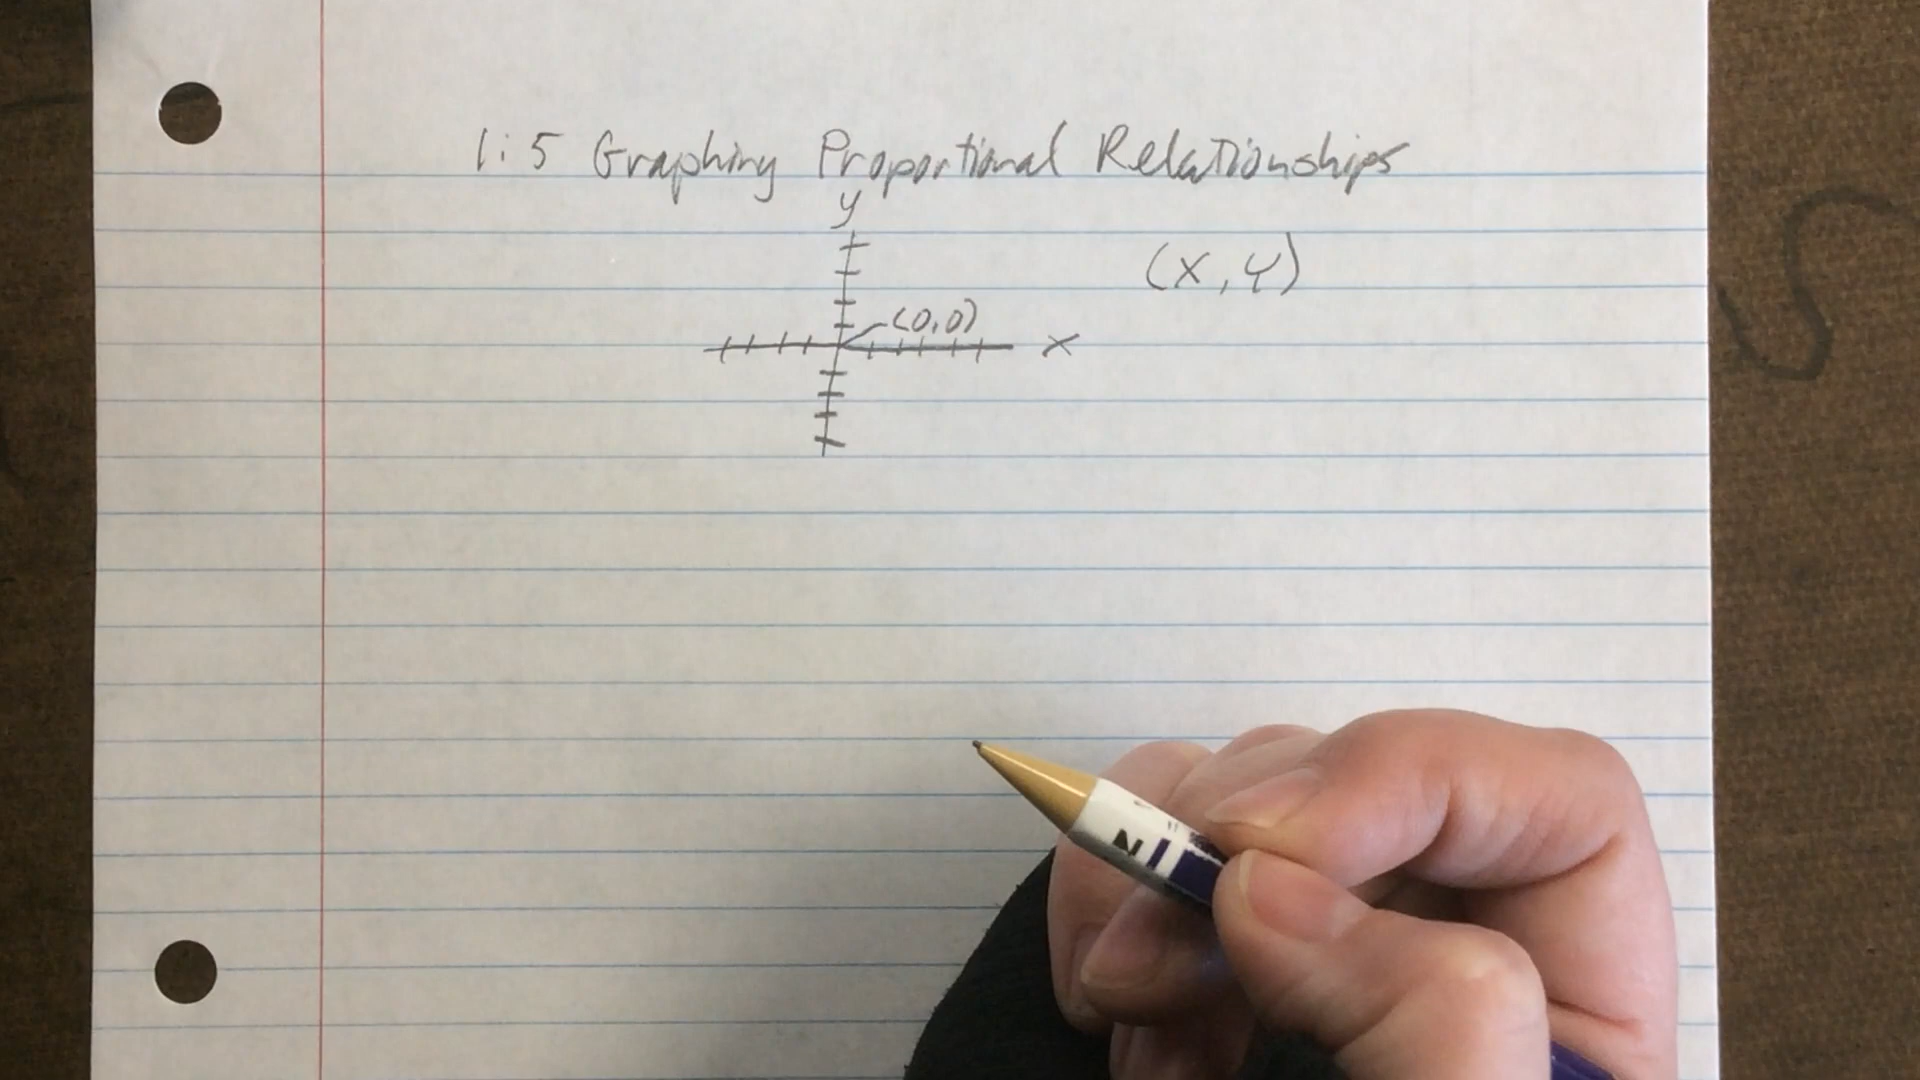 1:5 Graphing Proportional Relationships
y
(x, y)
(0,0)
x
N